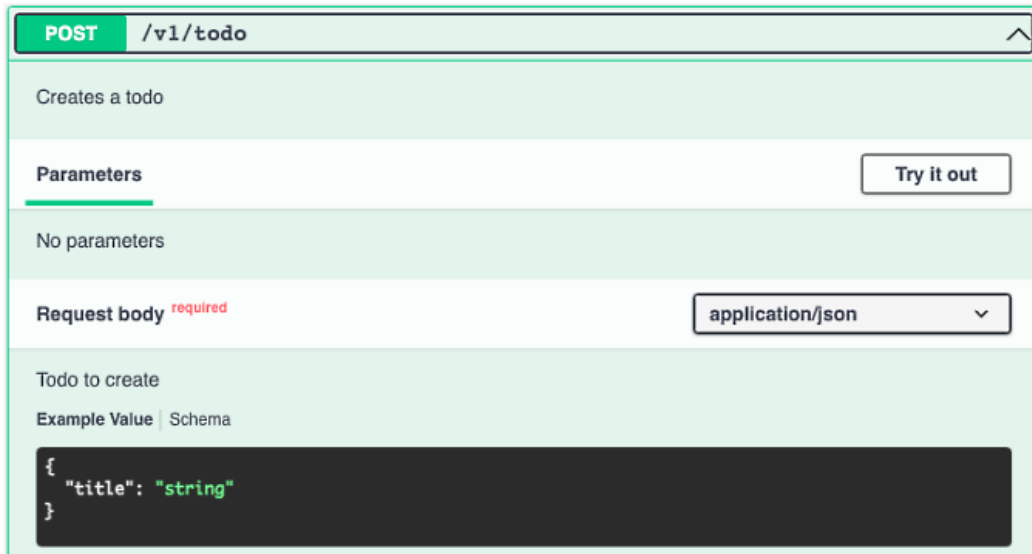 POST /v1/todo
Creates a todo
Parameters
Try it out
No parameters
Request body required
application/json
Todo to create
Example Value | Schema
{
"title": "string"
}